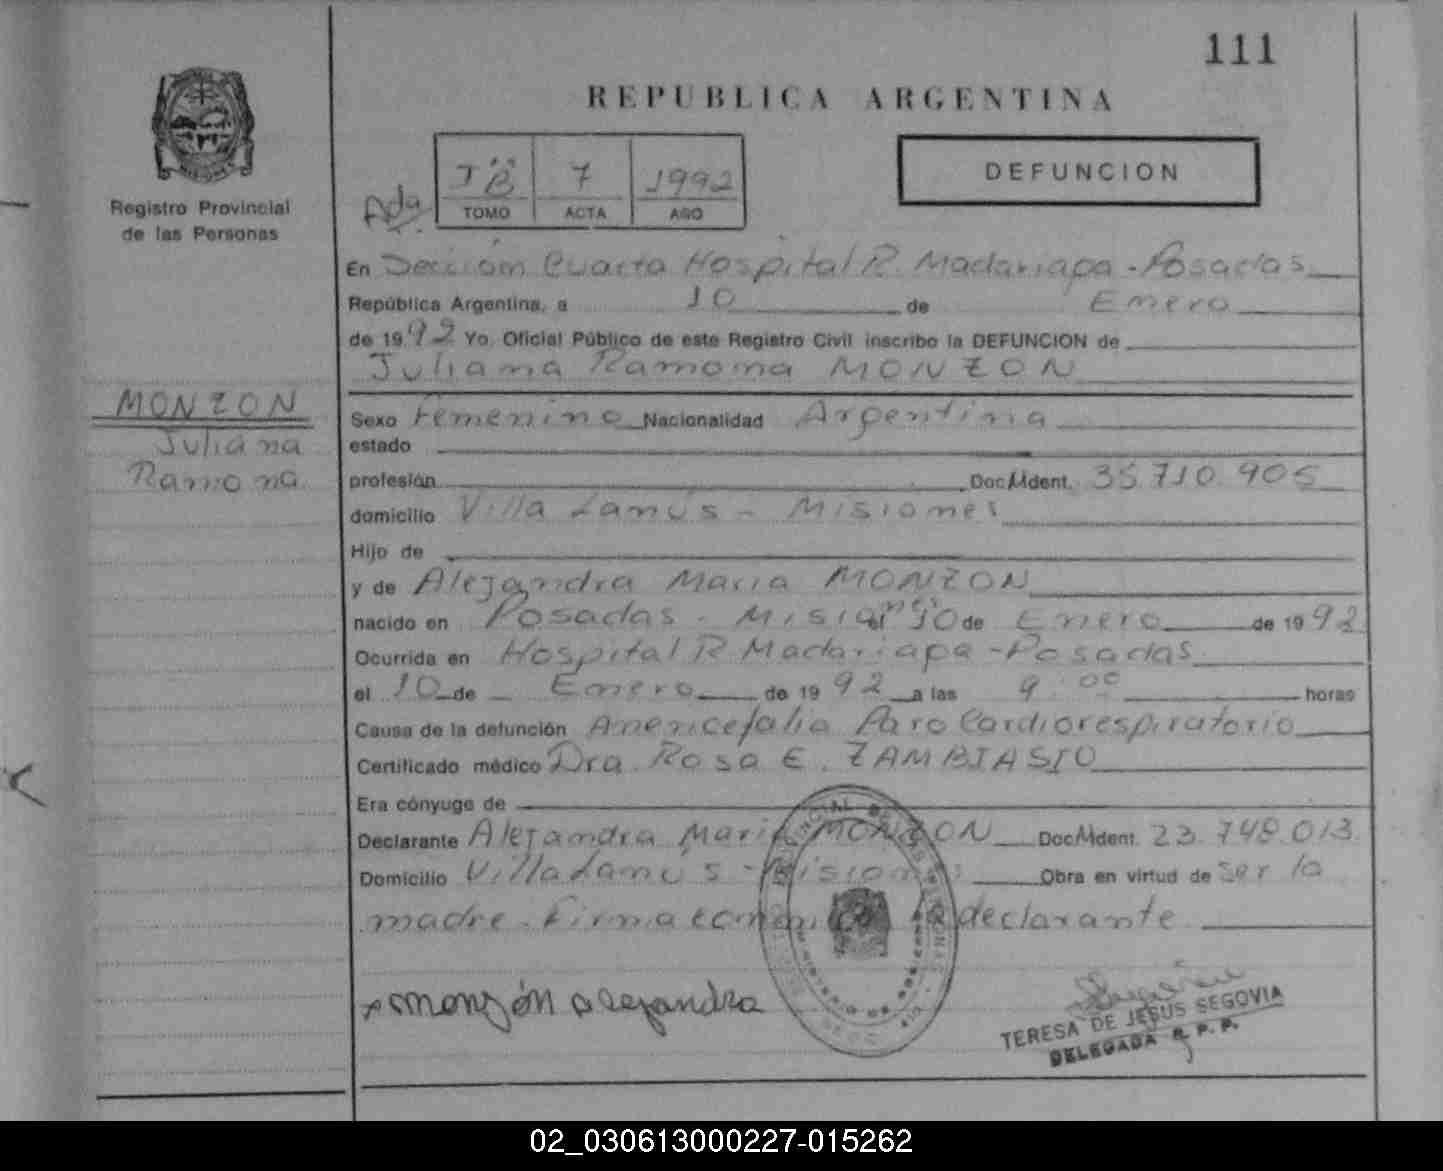 111
REPUBLICA ARGENTINA
7 1992
TOMO ACTA AÑO
DEFUNCION
Registro Provincial
de las Personas
En Sección Cuarta Hospital R. Madariaga - Posadas
República Argentina, a 10 de Enero
de 1992 Yo, Oficial Público de este Registro Civil inscribo la DEFUNCION de
Juliana Ramona MONZON
MONZON
Juliana
Ramona
Sexo Femenino Nacionalidad Argentina
estado
profesión Doc. Ident. 35.710.905
domicilio Villa Lanús - Misiones
Hijo de
y de Alejandra Maria MONZON
nacido en Posadas - Misiones el 10 de Enero de 1992
Ocurrida en Hospital R Madariaga - Posadas
el 10 de Enero de 1992 a las 9:00 horas
Causa de la defunción Anencefalia Paro Cardiorespiratorio
Certificado médico Dra. Rosa E. ZAMBIASIO
Era cónyuge de
Declarante Alejandra Maria MONZON Doc. Ident. 23.748.013
Domicilio Villa Lanús - Misiones Obra en virtud de ser la
madre. Firma la declarante
monzón alejandra
TERESA DE JESUS SEGOVIA
DELEGADA R. P. P.
02_030613000227-015262